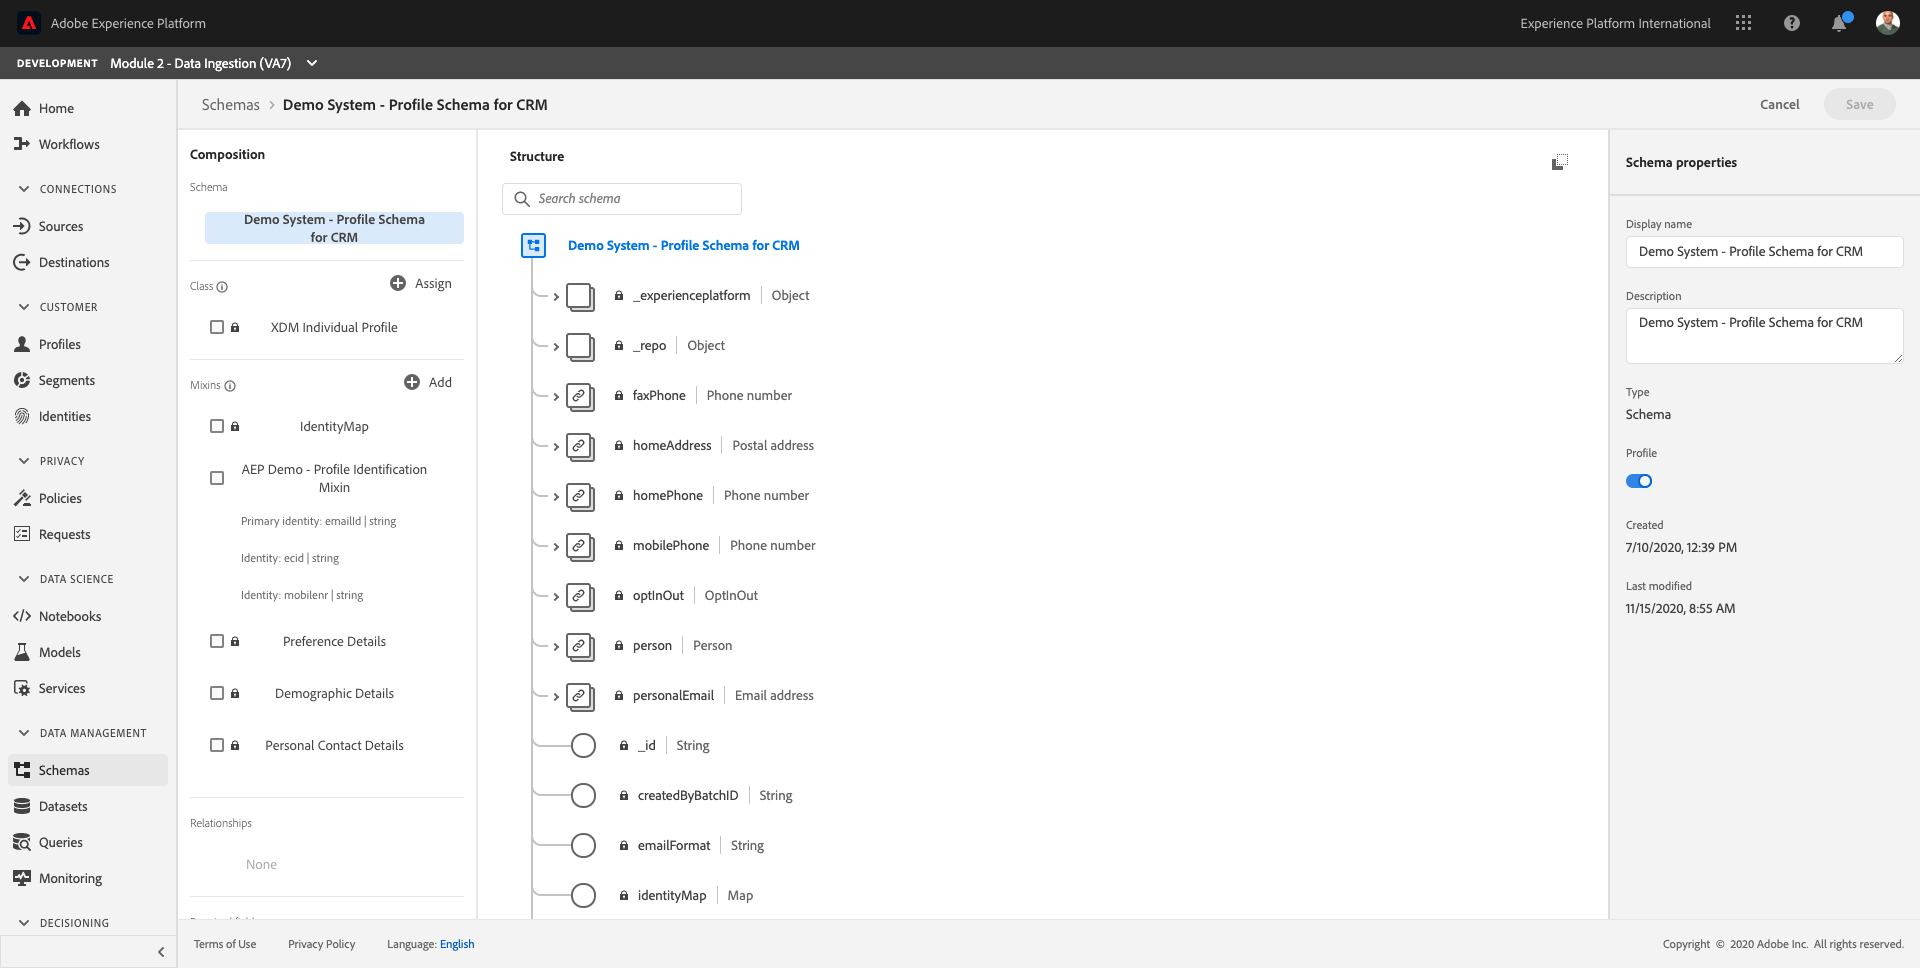 Adobe Experience Platform
Experience Platform International
DEVELOPMENT Module 2 - Data Ingestion (VA7)
Home
Workflows
CONNECTIONS
Sources
Destinations
CUSTOMER
Profiles
Segments
Identities
PRIVACY
Policies
Requests
DATA SCIENCE
Notebooks
Models
Services
DATA MANAGEMENT
Schemas
Datasets
Queries
Monitoring
DECISIONING
Schemas > Demo System - Profile Schema for CRM
Cancel
Save
Composition
Schema
Demo System - Profile Schema
for CRM
Class
Assign
XDM Individual Profile
Mixins
Add
IdentityMap
AEP Demo - Profile Identification
Mixin
Primary identity: emailId | string
Identity: ecid | string
Identity: mobilenr | string
Preference Details
Demographic Details
Personal Contact Details
Relationships
None
Structure
Search schema
Demo System - Profile Schema for CRM
_experienceplatform | Object
_repo | Object
faxPhone | Phone number
homeAddress | Postal address
homePhone | Phone number
mobilePhone | Phone number
optInOut | OptInOut
person | Person
personalEmail | Email address
_id | String
createdByBatchID | String
emailFormat | String
identityMap | Map
Schema properties
Display name
Demo System - Profile Schema for CRM
Description
Demo System - Profile Schema for CRM
Type
Schema
Profile
Created
7/10/2020, 12:39 PM
Last modified
11/15/2020, 8:55 AM
Terms of Use
Privacy Policy
Language: English
Copyright © 2020 Adobe Inc. All rights reserved.